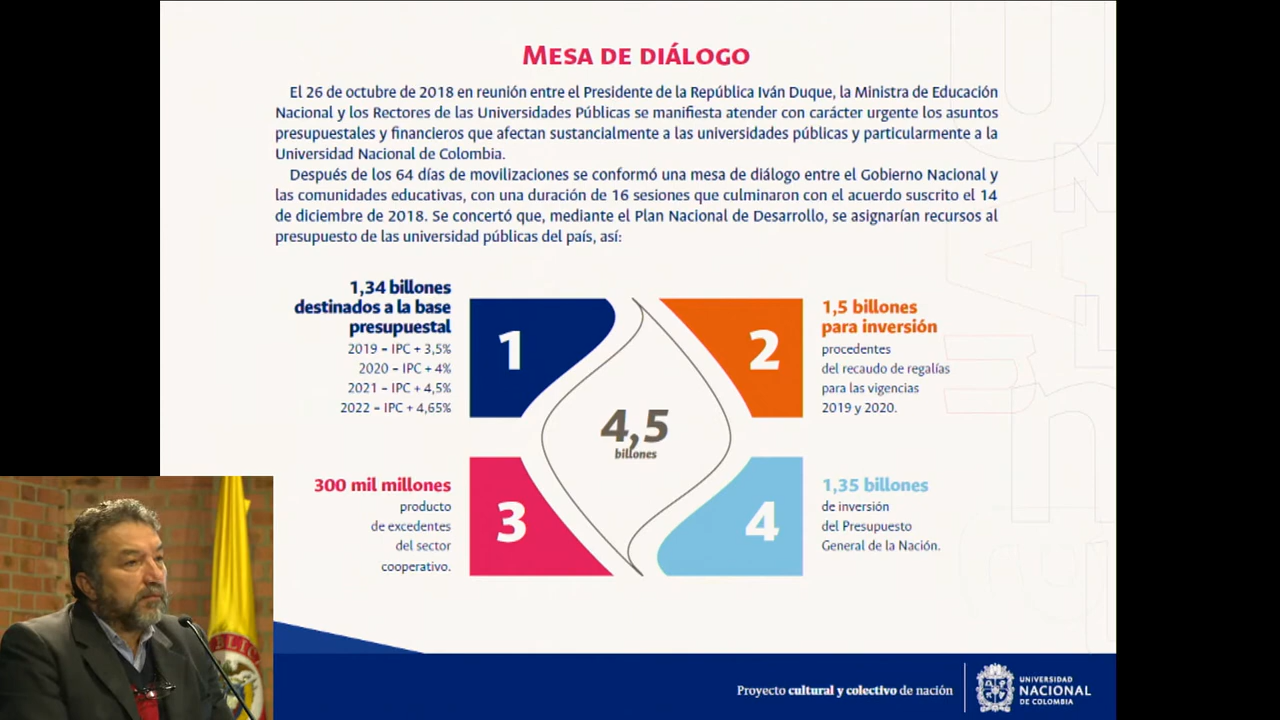 MESA DE DIÁLOGO
El 26 de octubre de 2018 en reunión entre el Presidente de la República Iván Duque, la Ministra de Educación
Nacional y los Rectores de las Universidades Públicas se manifiesta atender con carácter urgente los asuntos
presupuestales y financieros que afectan sustancialmente a las universidades públicas y particularmente a la
Universidad Nacional de Colombia.
Después de los 64 días de movilizaciones se conformó una mesa de diálogo entre el Gobierno Nacional y
las comunidades educativas, con una duración de 16 sesiones que culminaron con el acuerdo suscrito el 14
de diciembre de 2018. Se concertó que, mediante el Plan Nacional de Desarrollo, se asignarían recursos al
presupuesto de las universidad públicas del país, así:
1,34 billones
destinados a la base
presupuestal
2019 – IPC + 3,5%
2020 – IPC + 4%
2021 – IPC + 4,5%
2022 – IPC + 4,65%
1
2
1,5 billones
para inversión
procedentes
del recaudo de regalías
para las vigencias
2019 y 2020.
4,5
billones
300 mil millones
producto
de excedentes
del sector
cooperativo.
3
4
1,35 billones
de inversión
del Presupuesto
General de la Nación.
Proyecto cultural y colectivo de nación
UNIVERSIDAD
NACIONAL
DE COLOMBIA